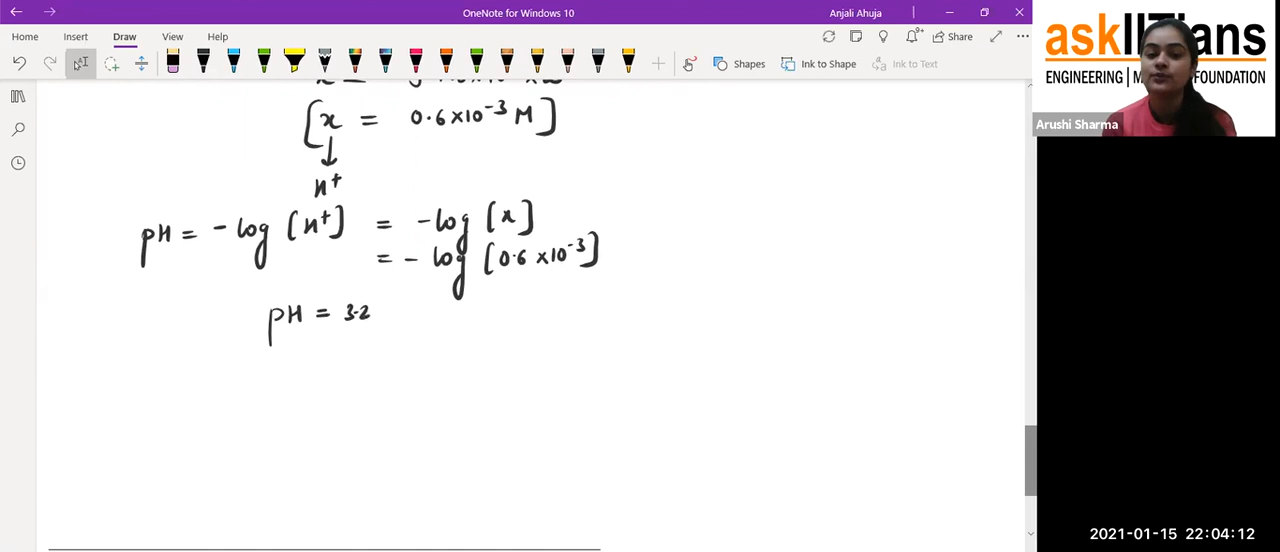 OneNote for Windows 10
Anjali Ahuja
Home Insert Draw View Help
Share
Shapes Ink to Shape Ink to Text
[x = 0.6×10⁻³ M]
↓
H⁺
pH = -log [H⁺] = -log [x]
= - log [0.6×10⁻³]
pH = 3.2
askII ans
ENGINEERING | M FOUNDATION
Arushi Sharma
2021-01-15 22:04:12